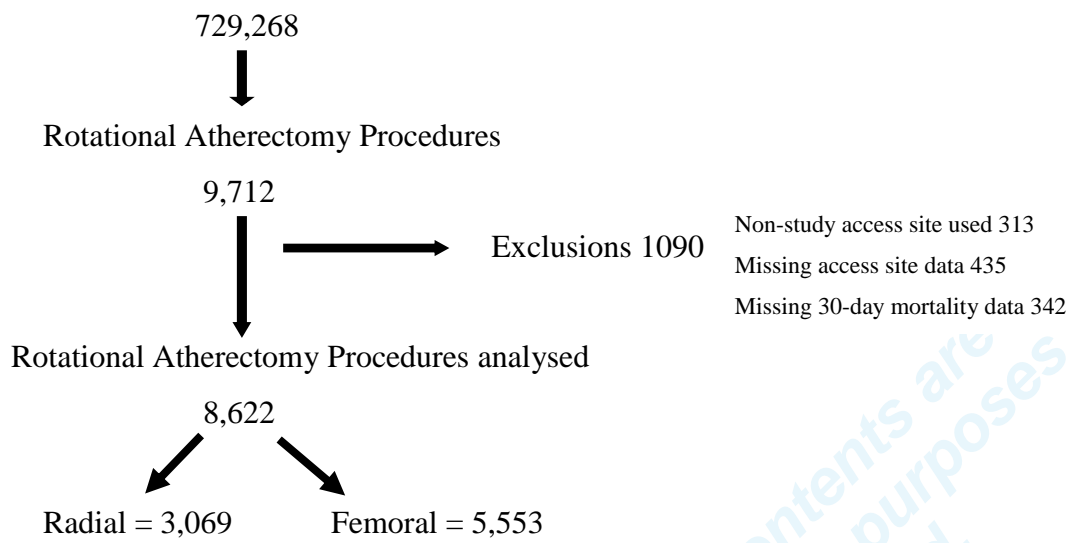 729,268
Rotational Atherectomy Procedures
9,712
Exclusions 1090
Non-study access site used 313
Missing access site data 435
Missing 30-day mortality data 342
Rotational Atherectomy Procedures analysed
8,622
Radial = 3,069
Femoral = 5,553
are
purposes